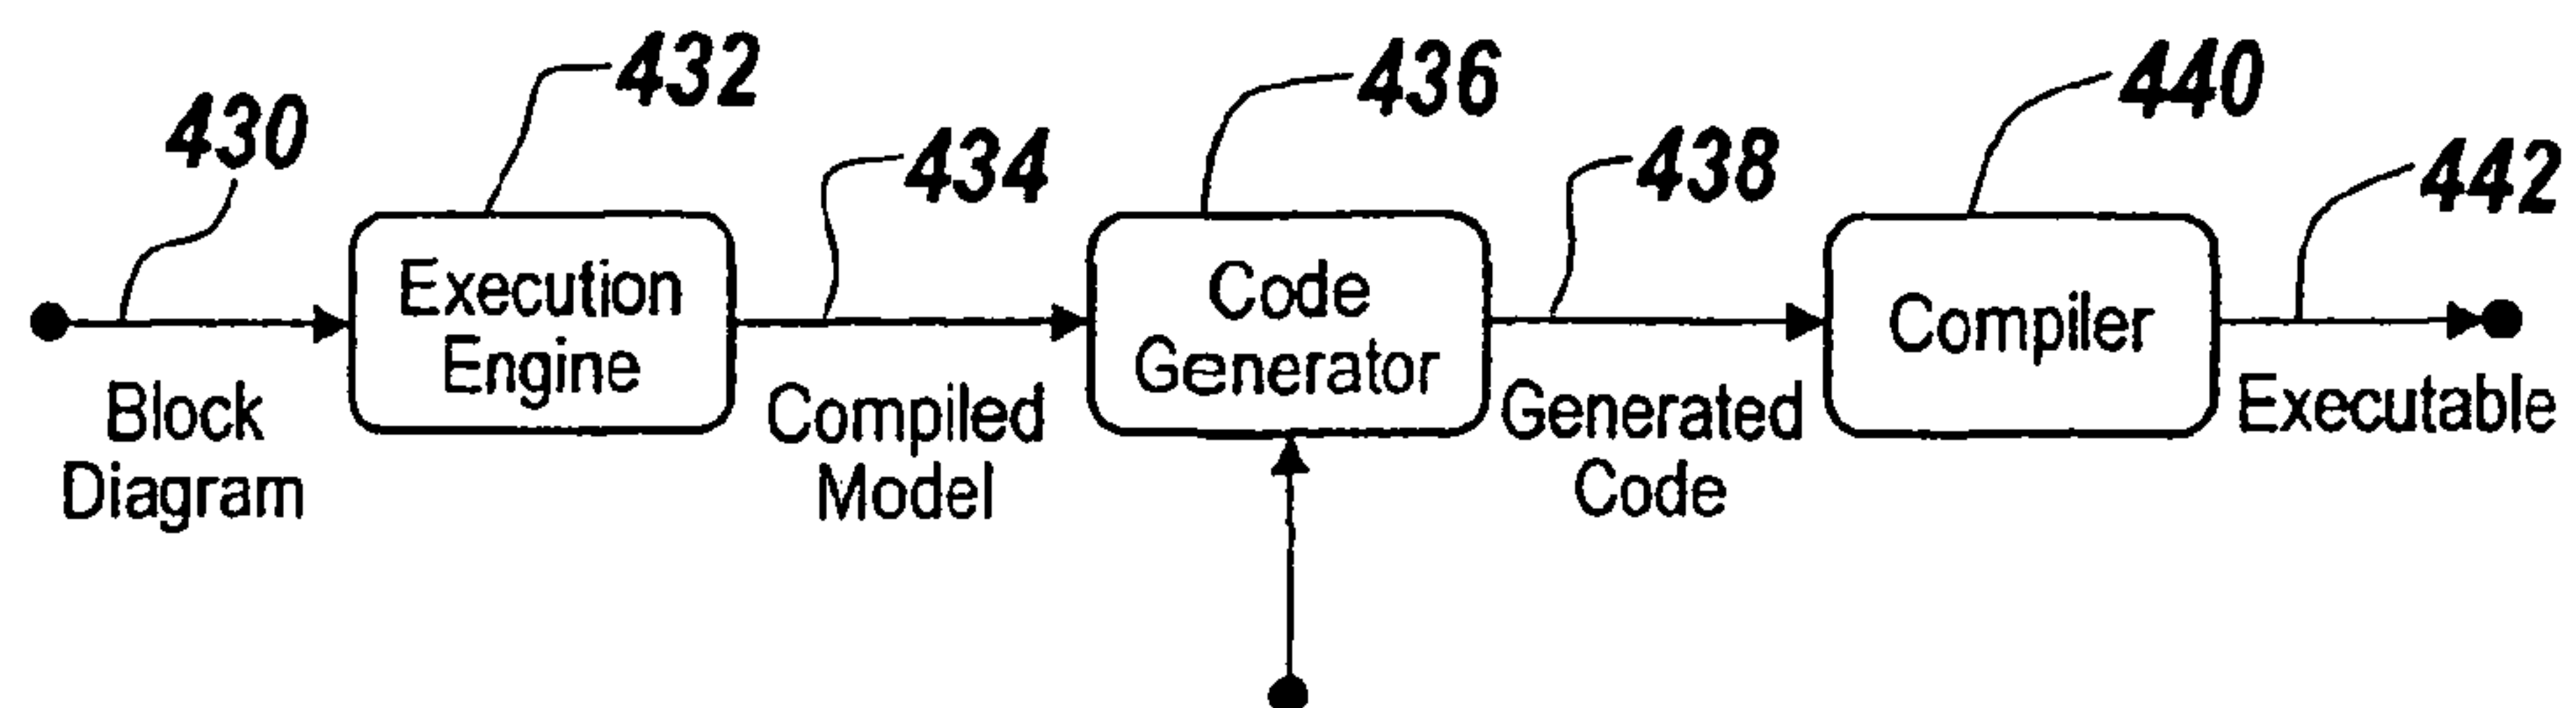 430
432
434
436
438
440
442
Execution
Engine
Code
Generator
Compiler
Block
Diagram
Compiled
Model
Generated
Code
Executable